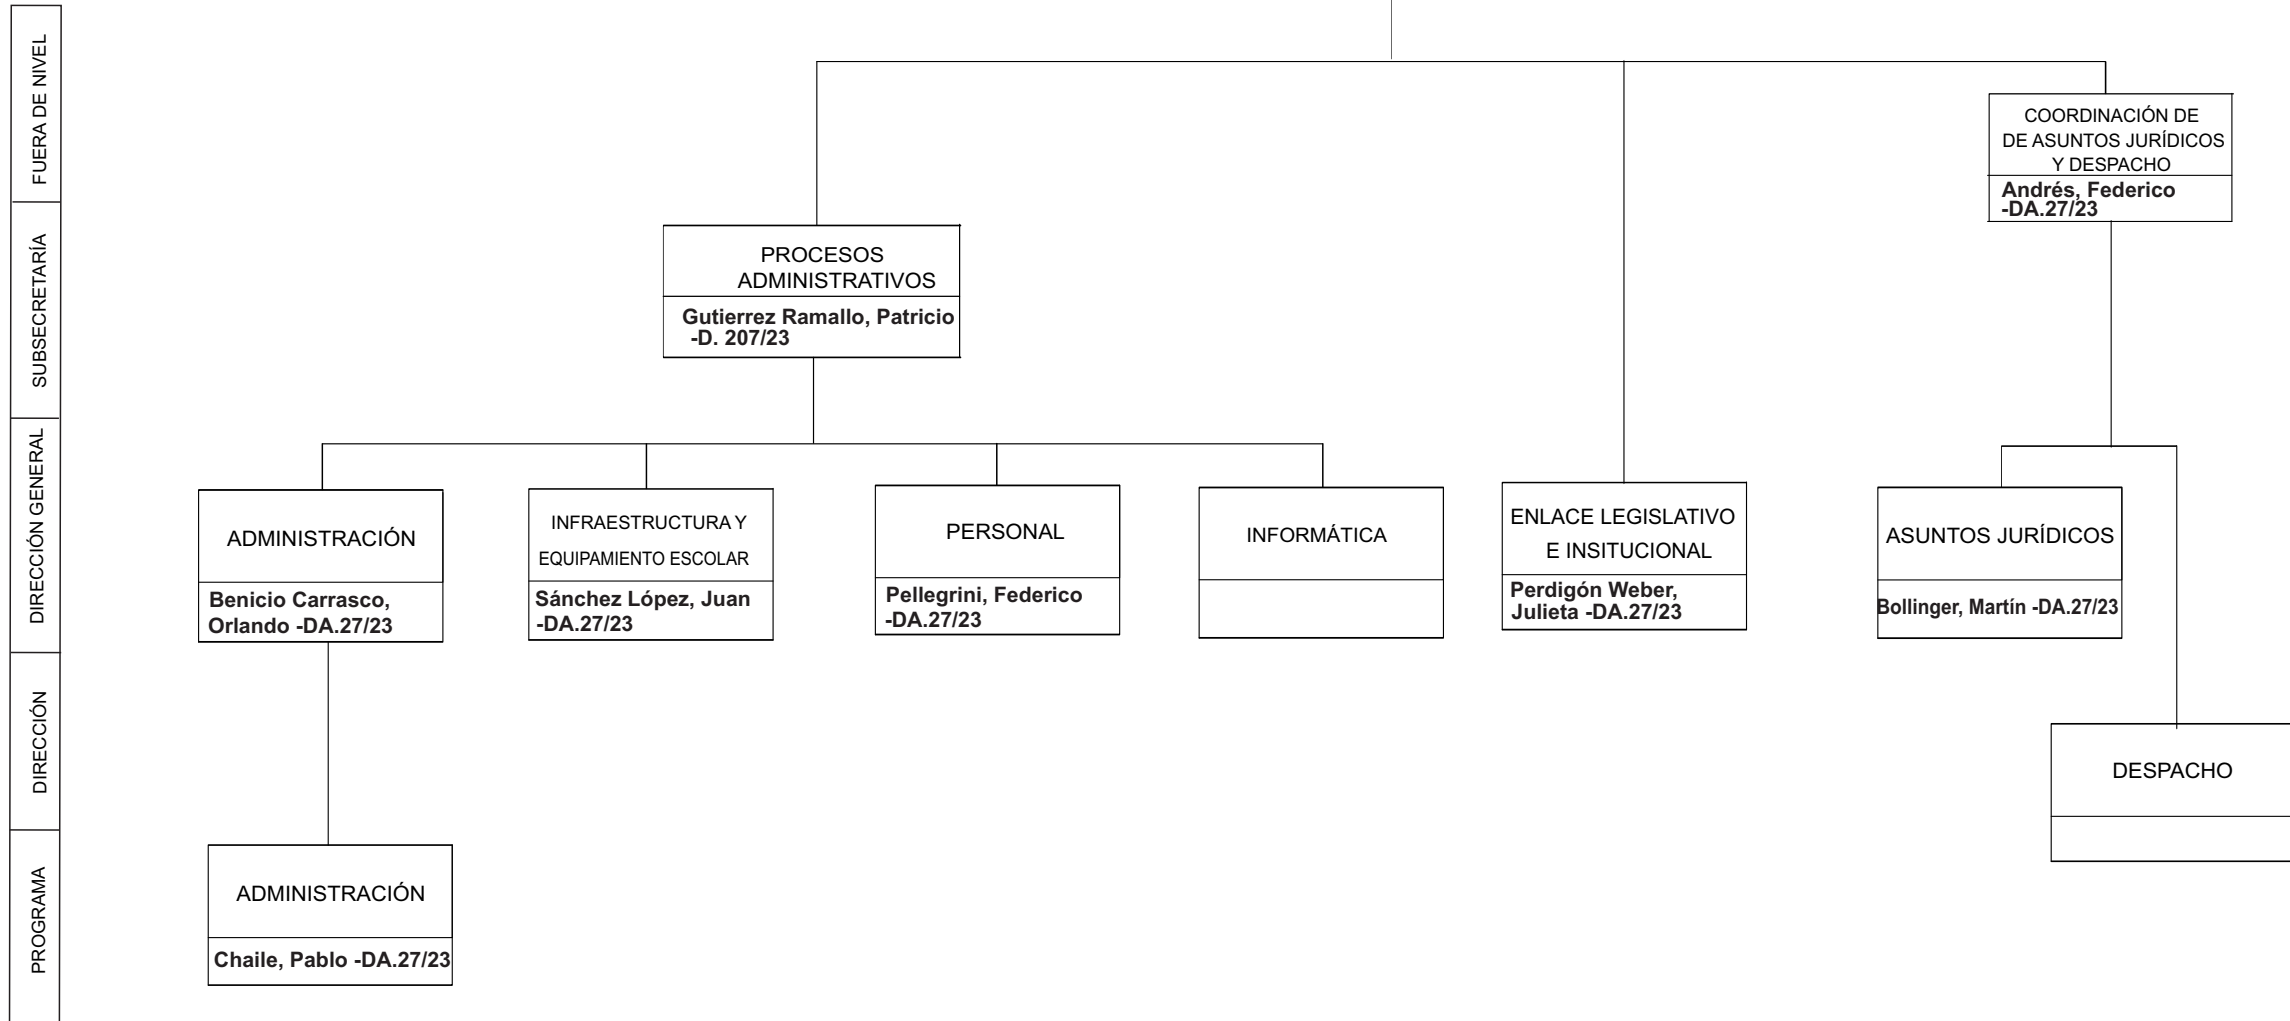 FUERA DE NIVEL
SUBSECRETARÍA
DIRECCIÓN GENERAL
DIRECCIÓN
PROGRAMA
COORDINACIÓN DE
DE ASUNTOS JURÍDICOS
Y DESPACHO
Andrés, Federico
-DA.27/23
PROCESOS
ADMINISTRATIVOS
Gutierrez Ramallo, Patricio
-D. 207/23
ADMINISTRACIÓN
Benicio Carrasco,
Orlando -DA.27/23
INFRAESTRUCTURA Y
EQUIPAMIENTO ESCOLAR
Sánchez López, Juan
-DA.27/23
PERSONAL
Pellegrini, Federico
-DA.27/23
INFORMÁTICA
ENLACE LEGISLATIVO
E INSITUCIONAL
Perdigón Weber,
Julieta -DA.27/23
ASUNTOS JURÍDICOS
Bollinger, Martín -DA.27/23
DESPACHO
ADMINISTRACIÓN
Chaile, Pablo -DA.27/23